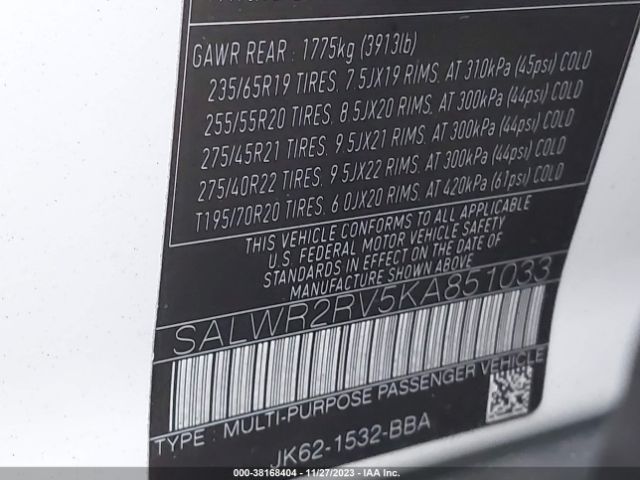 GAWR REAR : 1775kg (3913lb)
235/65R19 TIRES, 7.5JX19 RIMS, AT 310kPa (45psi) COLD
255/55R20 TIRES, 8.5JX20 RIMS, AT 300kPa (44psi) COLD
275/45R21 TIRES, 9.5JX21 RIMS, AT 300kPa (44psi) COLD
275/40R22 TIRES, 9.5JX22 RIMS, AT 300kPa (44psi) COLD
T195/70R20 TIRES, 6.0JX20 RIMS, AT 420kPa (61psi) COLD
THIS VEHICLE CONFORMS TO ALL APPLICABLE
U.S. FEDERAL MOTOR VEHICLE SAFETY
STANDARDS IN EFFECT ON THE DATE OF
MANUFACTURE SHOWN ABOVE
SALWR2RV5KA851033
TYPE : MULTI-PURPOSE PASSENGER VEHICLE
JK62-1532-BBA
000-38168404 - 11/27/2023 - IAA Inc.